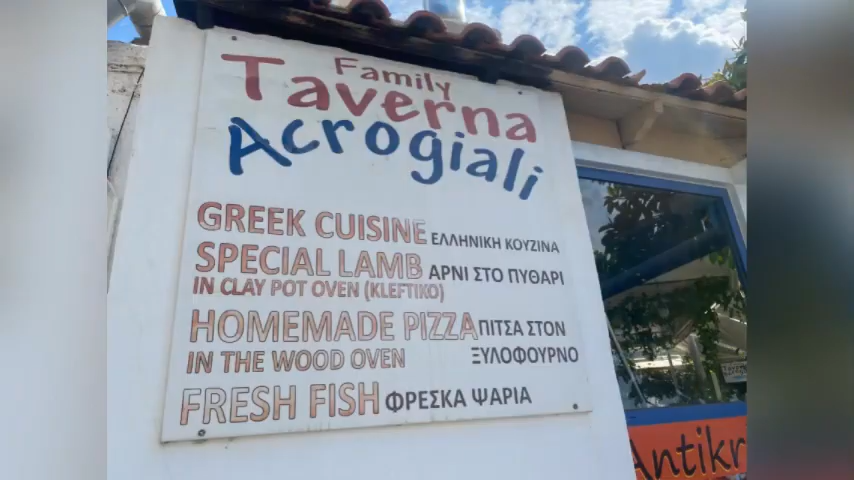 Family
Taverna
Acrogiali
GREEK CUISINE ΕΛΛΗΝΙΚΗ ΚΟΥΖΙΝΑ
SPECIAL LAMB ΑΡΝΙ ΣΤΟ ΠΥΘΑΡΙ
IN CLAY POT OVEN (KLEFTIKO)
HOMEMADE PIZZA ΠΙΤΣΑ ΣΤΟΝ
IN THE WOOD OVEN ΞΥΛΟΦΟΥΡΝΟ
FRESH FISH ΦΡΕΣΚΑ ΨΑΡΙΑ
Antikr